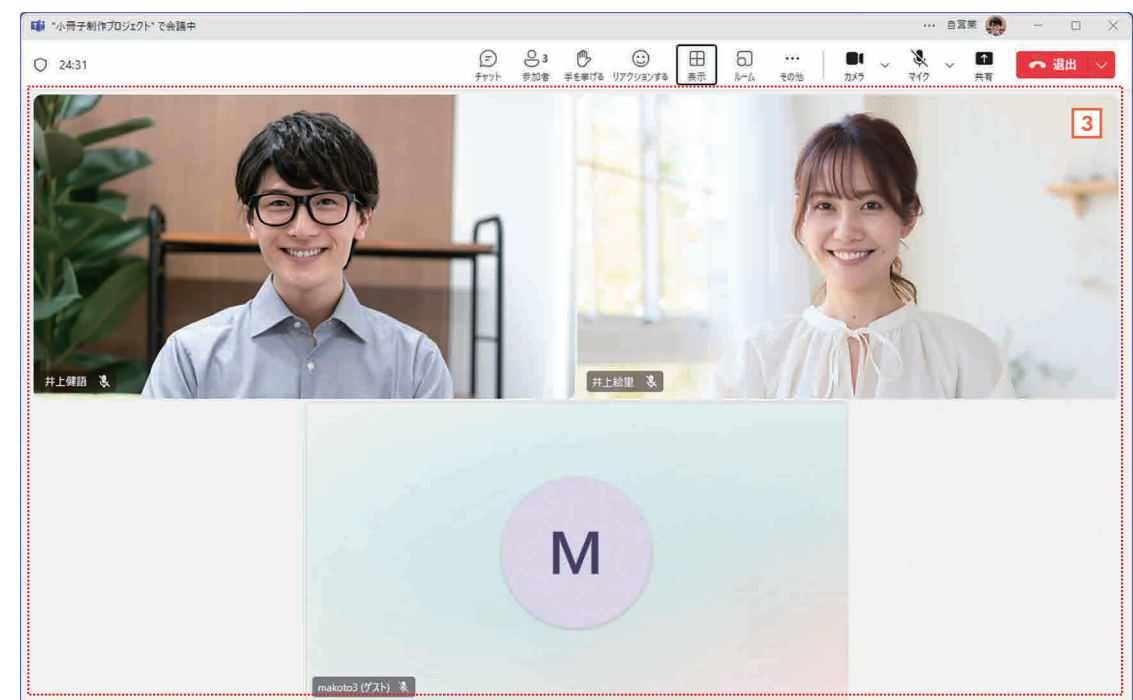 "小冊子制作プロジェクト" で会議中
… 自営業
24:31
チャット 参加者 3 手を挙げる リアクションする 表示 ルーム その他 カメラ マイク 共有 退出
3
井上健語
井上絵里
M
makoto3 (ゲスト)